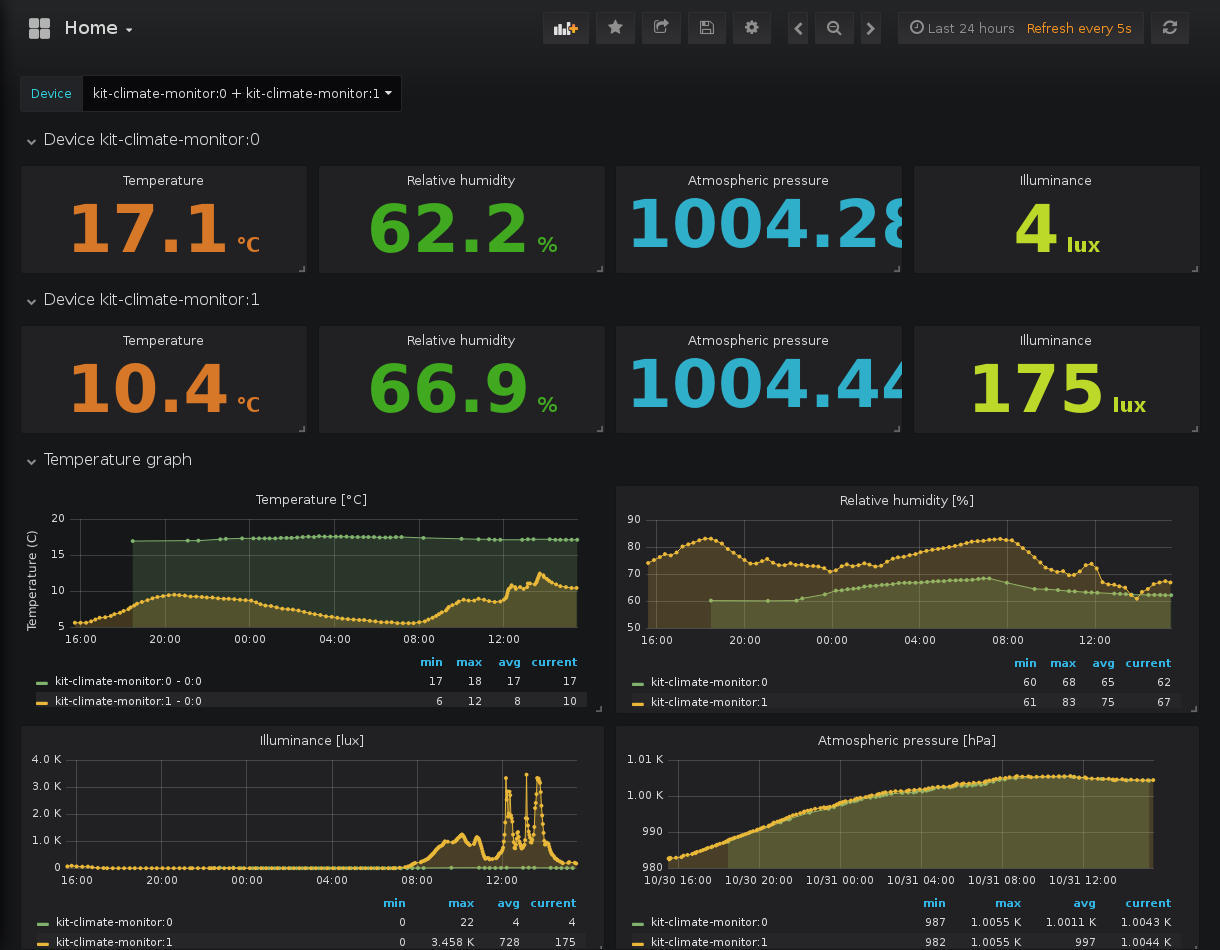 Home
Last 24 hours Refresh every 5s
Device kit-climate-monitor:0 + kit-climate-monitor:1
Device kit-climate-monitor:0
Temperature Relative humidity Atmospheric pressure Illuminance
17.1 °C 62.2 % 1004.28 4 lux
Device kit-climate-monitor:1
Temperature Relative humidity Atmospheric pressure Illuminance
10.4 °C 66.9 % 1004.44 175 lux
Temperature graph
Temperature [°C]
Temperature (C)
20
15
10
5
16:00 20:00 00:00 04:00 08:00 12:00
min max avg current
kit-climate-monitor:0 - 0:0 17 18 17 17
kit-climate-monitor:1 - 0:0 6 12 8 10
Relative humidity [%]
90
80
70
60
50
16:00 20:00 00:00 04:00 08:00 12:00
min max avg current
kit-climate-monitor:0 60 68 65 62
kit-climate-monitor:1 61 83 75 67
Illuminance [lux]
4.0 K
3.0 K
2.0 K
1.0 K
0
16:00 20:00 00:00 04:00 08:00 12:00
min max avg current
kit-climate-monitor:0 0 22 4 4
kit-climate-monitor:1 0 3.458 K 728 175
Atmospheric pressure [hPa]
1.01 K
1.00 K
990
980
10/30 16:00 10/30 20:00 10/31 00:00 10/31 04:00 10/31 08:00 10/31 12:00
min max avg current
kit-climate-monitor:0 987 1.0055 K 1.0011 K 1.0043 K
kit-climate-monitor:1 982 1.0055 K 997 1.0044 K